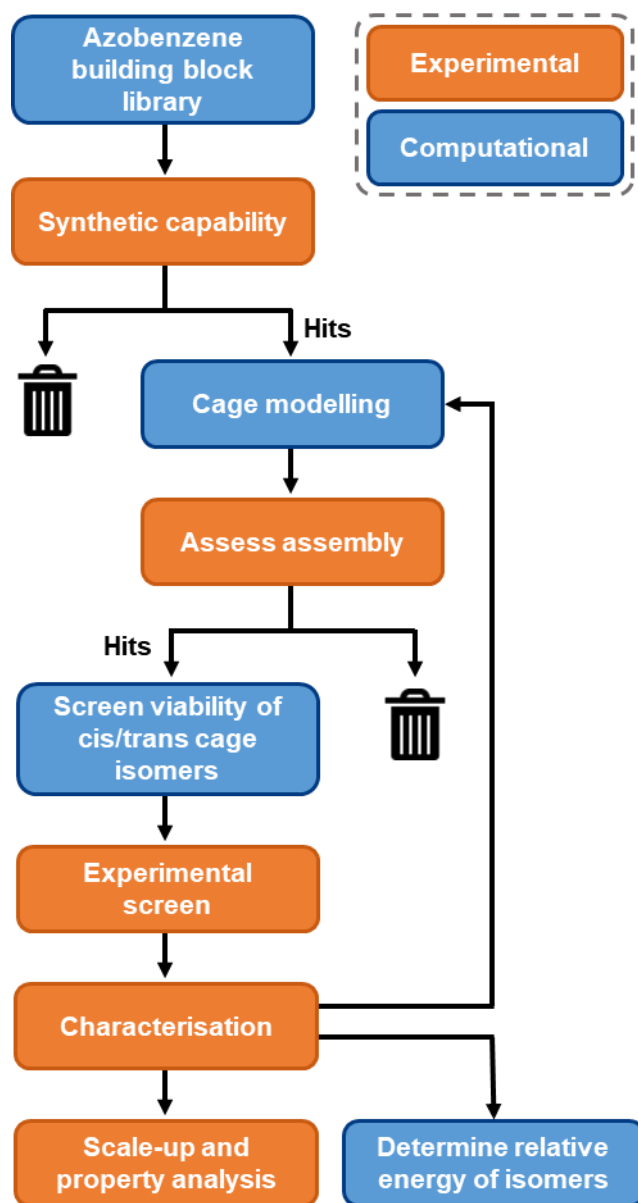 Azobenzene
building block
library
Experimental
Computational
Synthetic capability
Hits
Cage modelling
Assess assembly
Hits
Screen viability of
cis/trans cage
isomers
Experimental
screen
Characterisation
Scale-up and
property analysis
Determine relative
energy of isomers